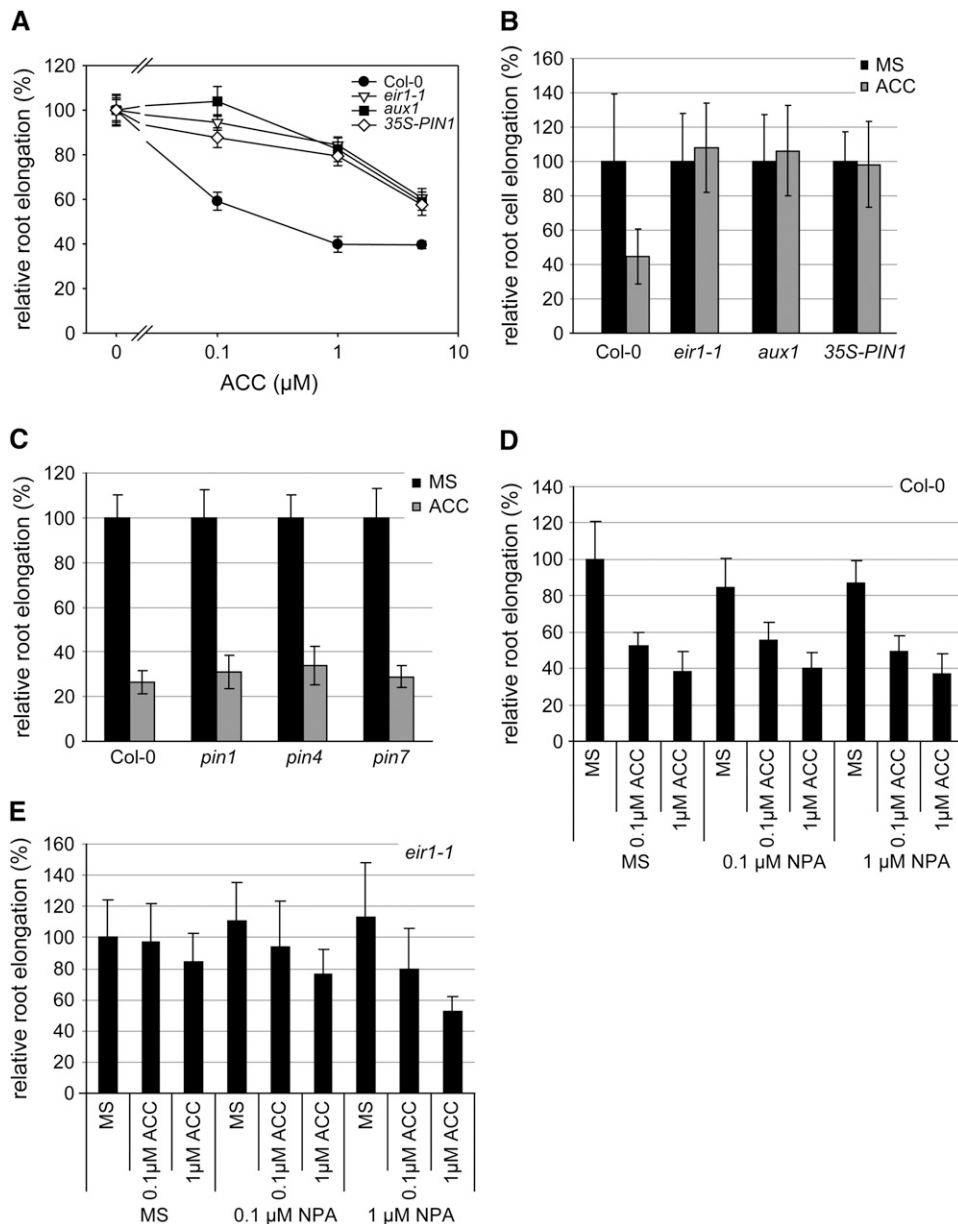 A
relative root elongation (%)
120
100
80
60
40
20
0
0
0.1
1
10
ACC (µM)
Col-0
eir1-1
aux1
35S-PIN1
B
relative root cell elongation (%)
160
140
120
100
80
60
40
20
0
MS
ACC
Col-0
eir1-1
aux1
35S-PIN1
C
relative root elongation (%)
120
100
80
60
40
20
0
MS
ACC
Col-0
pin1
pin4
pin7
D
relative root elongation (%)
140
120
100
80
60
40
20
0
Col-0
MS
0.1µM ACC
1µM ACC
MS
0.1µM ACC
1µM ACC
MS
0.1µM ACC
1µM ACC
MS
0.1 µM NPA
1 µM NPA
E
relative root elongation (%)
160
140
120
100
80
60
40
20
0
eir1-1
MS
0.1µM ACC
1µM ACC
MS
0.1µM ACC
1µM ACC
MS
0.1µM ACC
1µM ACC
MS
0.1 µM NPA
1 µM NPA